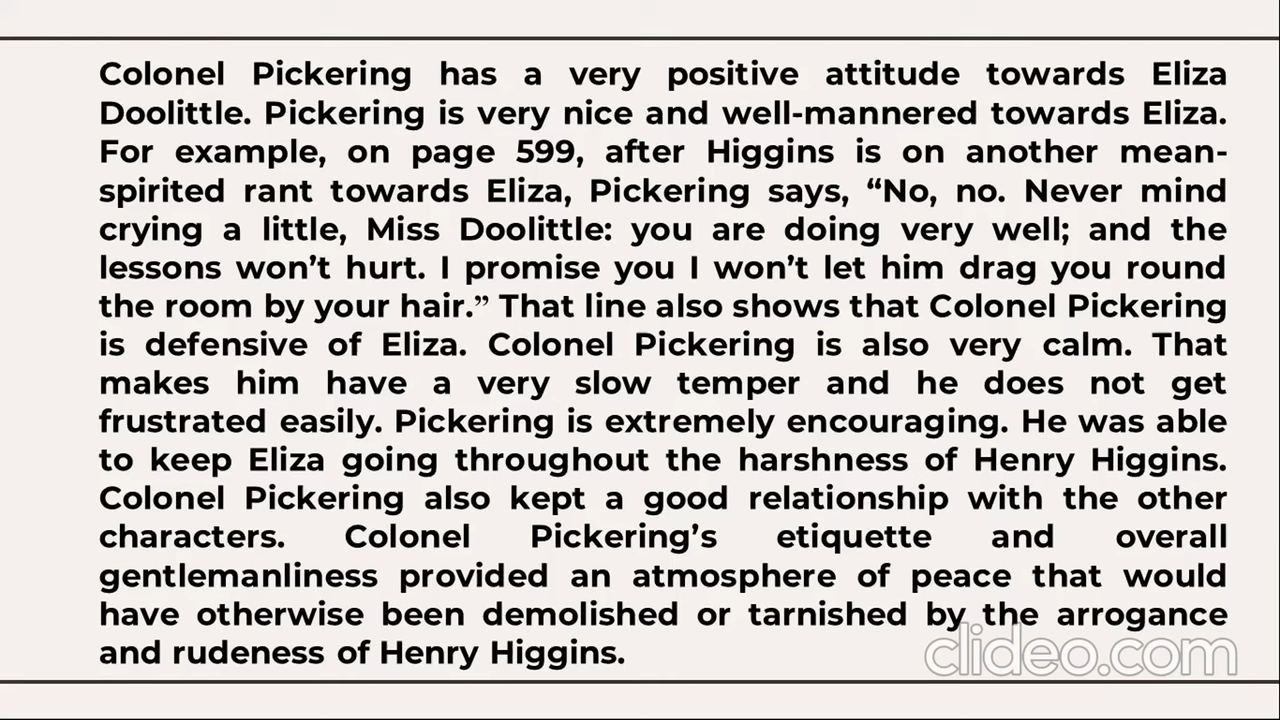 Colonel Pickering has a very positive attitude towards Eliza
Doolittle. Pickering is very nice and well-mannered towards Eliza.
For example, on page 599, after Higgins is on another mean-
spirited rant towards Eliza, Pickering says, “No, no. Never mind
crying a little, Miss Doolittle: you are doing very well; and the
lessons won’t hurt. I promise you I won’t let him drag you round
the room by your hair.” That line also shows that Colonel Pickering
is defensive of Eliza. Colonel Pickering is also very calm. That
makes him have a very slow temper and he does not get
frustrated easily. Pickering is extremely encouraging. He was able
to keep Eliza going throughout the harshness of Henry Higgins.
Colonel Pickering also kept a good relationship with the other
characters. Colonel Pickering’s etiquette and overall
gentlemanliness provided an atmosphere of peace that would
have otherwise been demolished or tarnished by the arrogance
and rudeness of Henry Higgins.
clideo.com